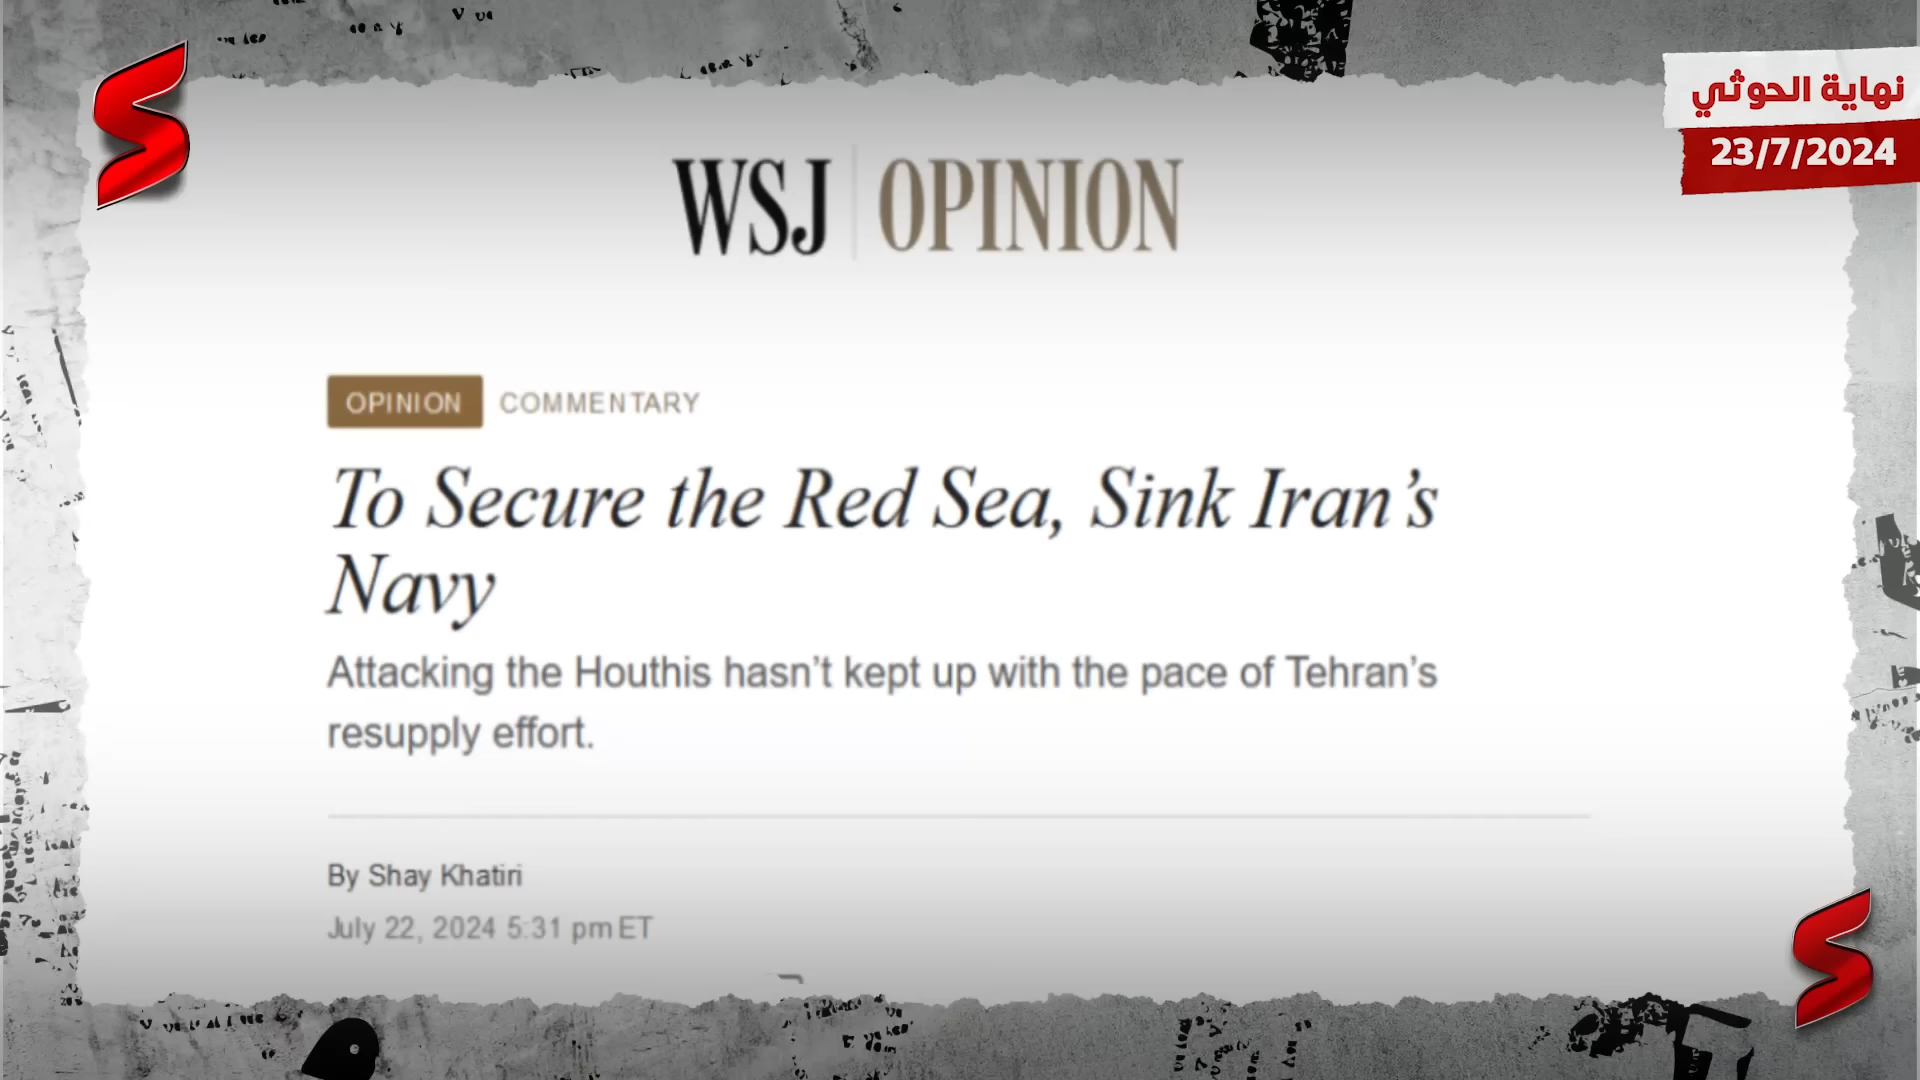 نهاية الحوثي
23/7/2024
WSJ OPINION
OPINION COMMENTARY
To Secure the Red Sea, Sink Iran’s
Navy
Attacking the Houthis hasn’t kept up with the pace of Tehran’s
resupply effort.
By Shay Khatiri
July 22, 2024 5:31 pm ET